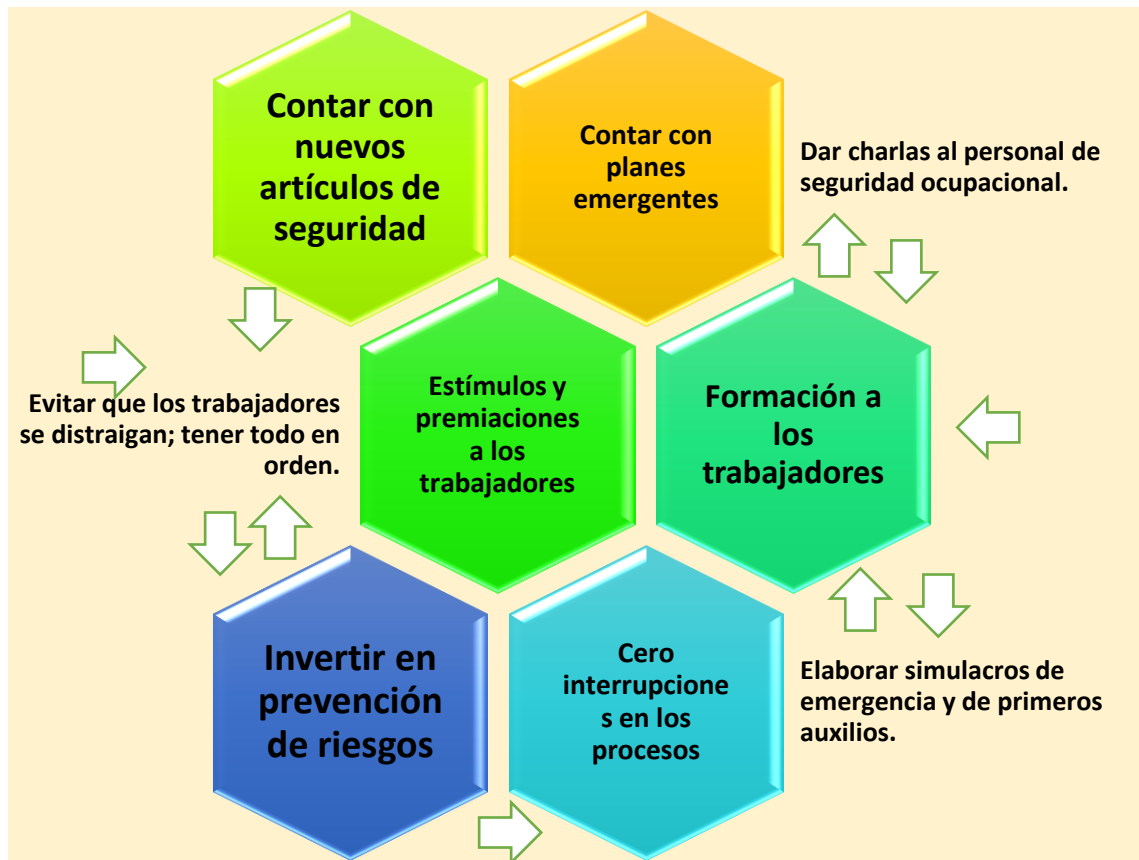 Contar con
nuevos
artículos de
seguridad
Contar con
planes
emergentes
Dar charlas al personal de
seguridad ocupacional.
Evitar que los trabajadores
se distraigan; tener todo en
orden.
Estímulos y
premiaciones
a los
trabajadores
Formación a
los
trabajadores
Invertir en
prevención
de riesgos
Cero
interrupcione
s en los
procesos
Elaborar simulacros de
emergencia y de primeros
auxilios.